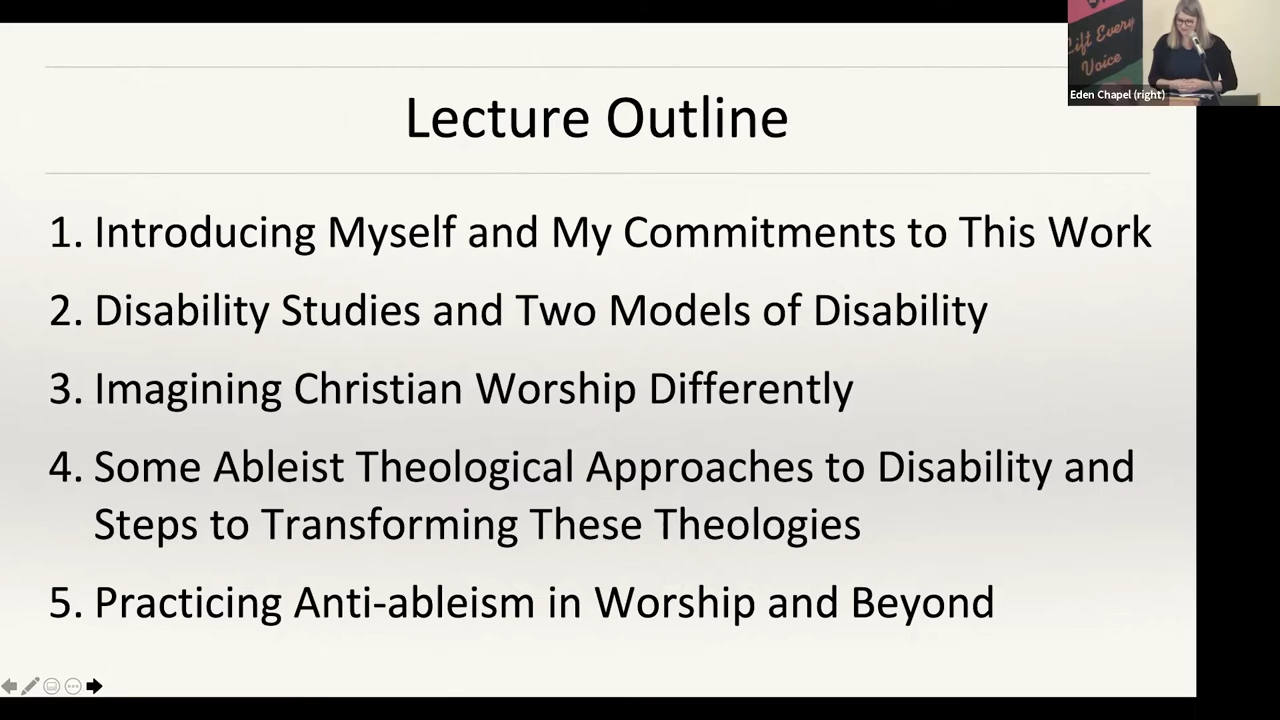 Lecture Outline
1. Introducing Myself and My Commitments to This Work
2. Disability Studies and Two Models of Disability
3. Imagining Christian Worship Differently
4. Some Ableist Theological Approaches to Disability and
Steps to Transforming These Theologies
5. Practicing Anti-ableism in Worship and Beyond
Lift Every
Voice
Eden Chapel (right)